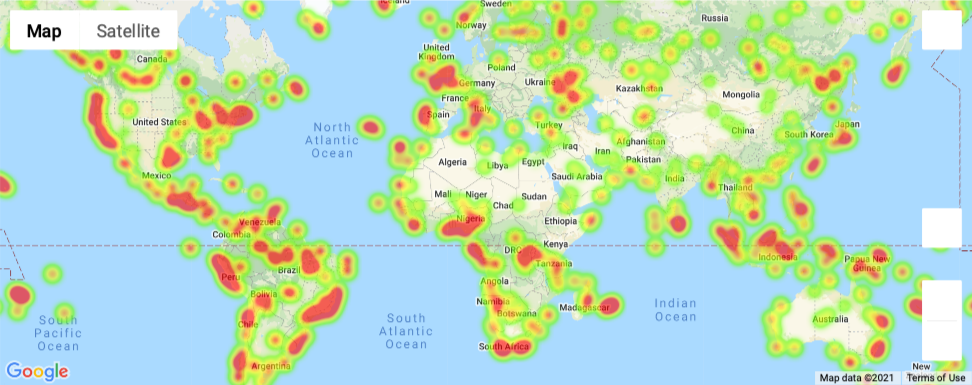 Sweden
Russia
Norway
Map Satellite
Canada
United
Kingdom
Poland
Germany
Ukraine
Kazakhstan
Mongolia
France
Italy
Spain
United States
North
Atlantic
Ocean
Turkey
China
South Korea
Japan
Iraq
Iran
Afghanistan
Pakistan
Algeria
Libya
Egypt
Saudi Arabia
India
Mexico
Mali
Niger
Chad
Sudan
Thailand
Nigeria
Ethiopia
Venezuela
Colombia
DRC
Kenya
Indonesia
Papua New
Guinea
Tanzania
Peru
Brazil
Angola
Bolivia
Namibia
Botswana
Madagascar
Indian
Ocean
South
Pacific
Ocean
South
Atlantic
Ocean
Chile
Australia
South Africa
Argentina
New
Google
Map data ©2021
Terms of Use